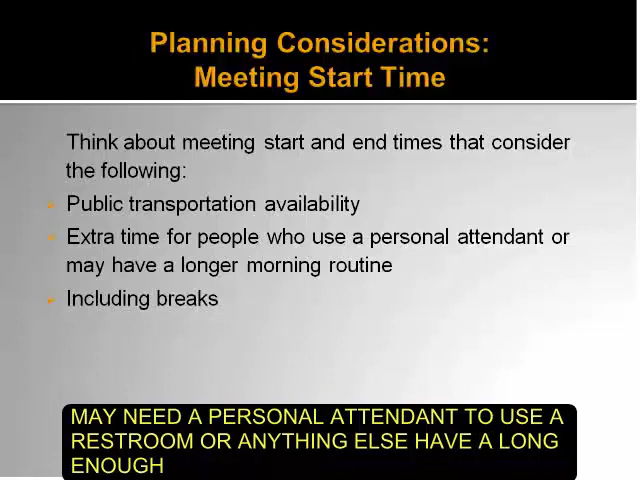 Planning Considerations:
Meeting Start Time
Think about meeting start and end times that consider
the following:
Public transportation availability
Extra time for people who use a personal attendant or
may have a longer morning routine
Including breaks
MAY NEED A PERSONAL ATTENDANT TO USE A
RESTROOM OR ANYTHING ELSE HAVE A LONG
ENOUGH